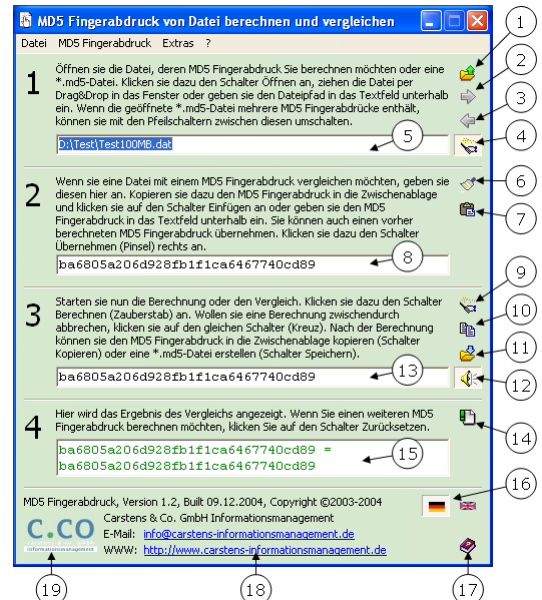 MD5 Fingerabdruck von Datei berechnen und vergleichen
Datei MD5 Fingerabdruck Extras ?
1
Öffnen sie die Datei, deren MD5 Fingerabdruck Sie berechnen möchten oder eine
*.md5-Datei. Klicken sie dazu den Schalter Öffnen an, ziehen die Datei per
Drag&Drop in das Fenster oder geben sie den Dateipfad in das Textfeld unterhalb
ein. Wenn die geöffnete *.md5-Datei mehrere MD5 Fingerabdrücke enthält,
können sie mit den Pfeilschaltern zwischen diesen umschalten.
D:\Test\Test100MB.dat
5
1
2
3
4
2
Wenn sie eine Datei mit einem MD5 Fingerabdruck vergleichen möchten, geben sie
diesen hier an. Kopieren sie dazu den MD5 Fingerabdruck in die Zwischenablage
und klicken sie auf den Schalter Einfügen an oder geben sie den MD5
Fingerabdruck in das Textfeld unterhalb ein. Sie können auch einen vorher
berechneten MD5 Fingerabdruck übernehmen. Klicken sie dazu den Schalter
Übernehmen (Pinsel) rechts an.
ba6805a206d928fb1f1ca6467740cd89
8
6
7
3
Starten sie nun die Berechnung oder den Vergleich. Klicken sie dazu den Schalter
Berechnen (Zauberstab) an. Wollen sie eine Berechnung zwischendurch
abbrechen, klicken sie auf den gleichen Schalter (Kreuz). Nach der Berechnung
können sie den MD5 Fingerabdruck in die Zwischenablage kopieren (Schalter
Kopieren) oder eine *.md5-Datei erstellen (Schalter Speichern).
ba6805a206d928fb1f1ca6467740cd89
13
9
10
11
12
4
Hier wird das Ergebnis des Vergleichs angezeigt. Wenn Sie einen weiteren MD5
Fingerabdruck berechnen möchten, klicken Sie auf den Schalter Zurücksetzen.
ba6805a206d928fb1f1ca6467740cd89 =
ba6805a206d928fb1f1ca6467740cd89
15
14
16
MD5 Fingerabdruck, Version 1.2, Built 09.12.2004, Copyright ©2003-2004
Carstens & Co. GmbH Informationsmanagement
E-Mail: info@carstens-informationsmanagement.de
WWW: http://www.carstens-informationsmanagement.de
C.CO
informationsmanagement
19
18
17